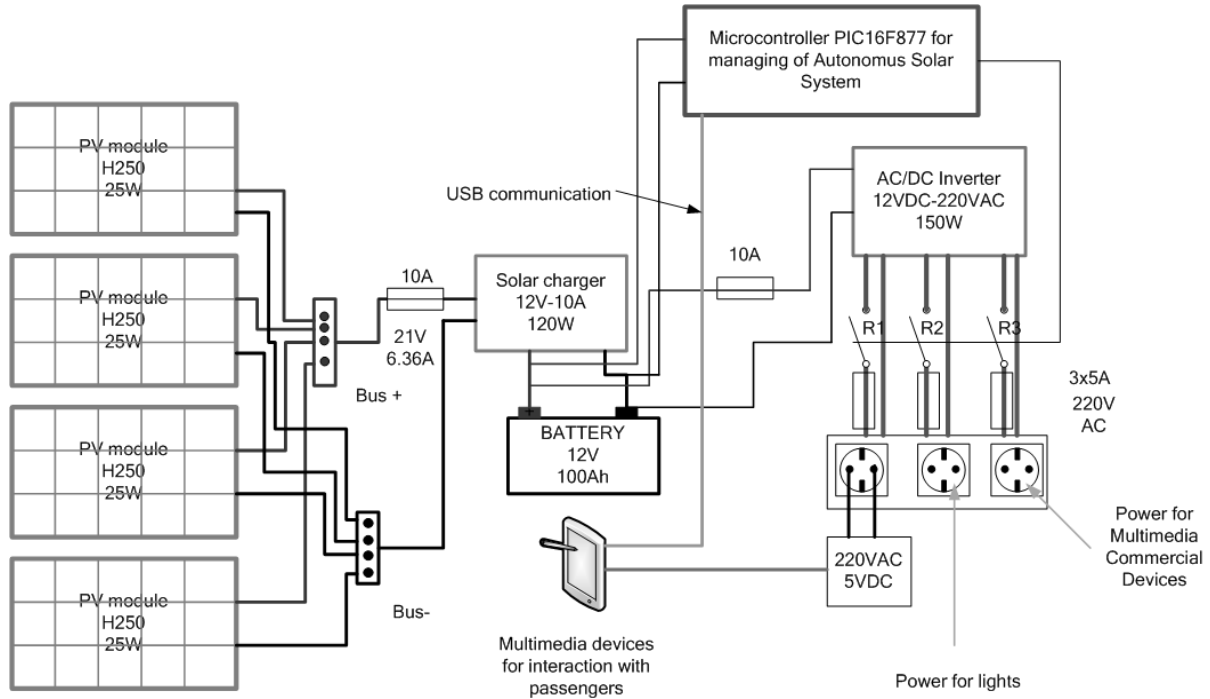 Microcontroller PIC16F877 for
managing of Autonomus Solar
System
PV module
H250
25W
USB communication
AC/DC Inverter
12VDC-220VAC
150W
PV module
H250
25W
10A
21V
6.36A
Solar charger
12V-10A
120W
10A
R1
R2
R3
Bus +
3x5A
220V
AC
PV module
H250
25W
+
BATTERY
12V
100Ah
Power for
Multimedia
Commercial
Devices
220VAC
5VDC
PV module
H250
25W
Bus-
Multimedia devices
for interaction with
passengers
Power for lights